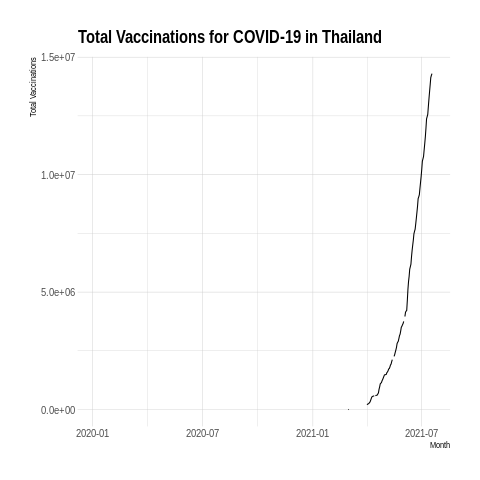 Total Vaccinations for COVID-19 in Thailand
Total Vaccinations
1.5e+07
1.0e+07
5.0e+06
0.0e+00
2020-01
2020-07
2021-01
2021-07
Month